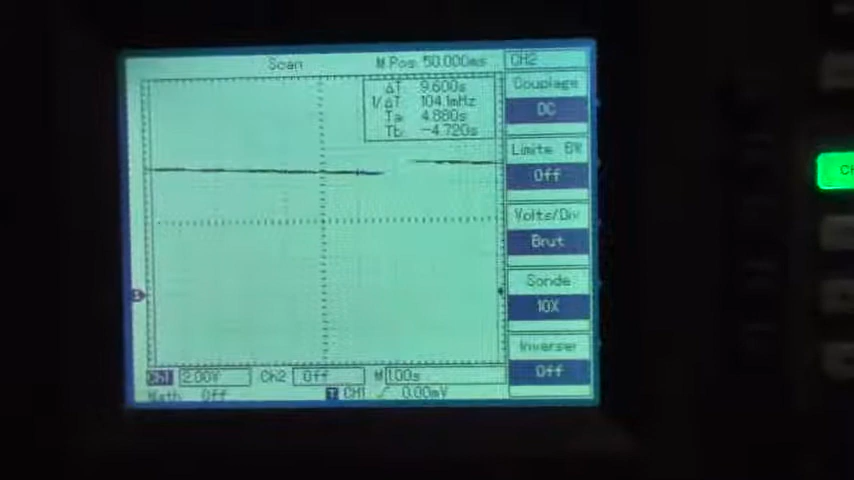 Scan M Pos: 50.000ms CH2
ΔT 9.600s
1/ΔT 104.1mHz
Ta 4.880s
Tb -4.720s
Couplage
DC
Limite B%
Off
Volts/Div
Brut
Sonde
10X
Inverser
Off
Ch1 2.00V Ch2 Off M 1.00s
Math Off T CH1 0.00mV